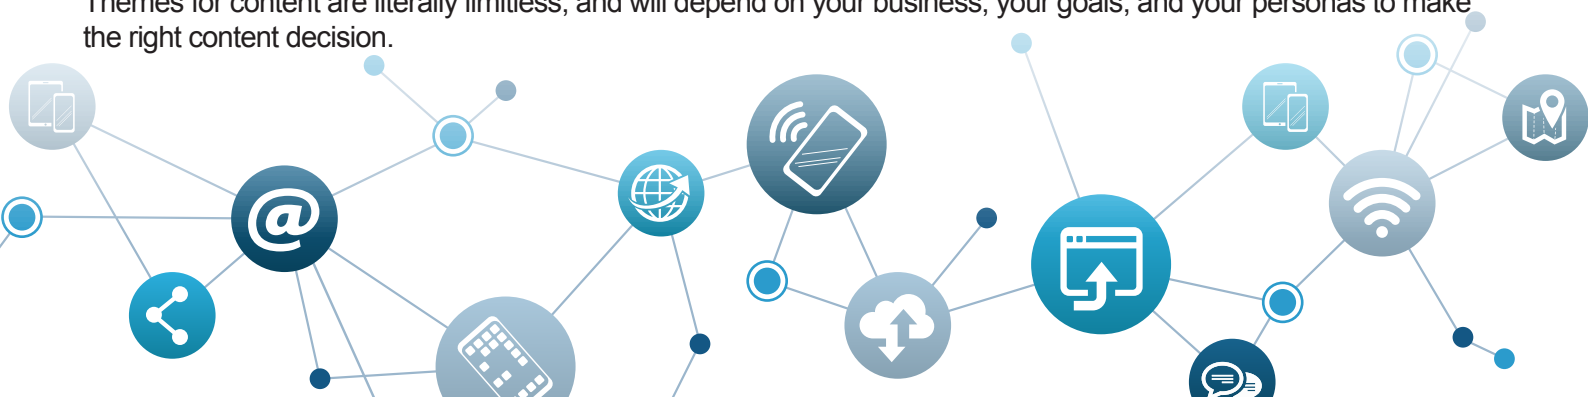 Themes for content are literally limitless, and will depend on your business, your goals, and your personas to make
the right content decision.
@